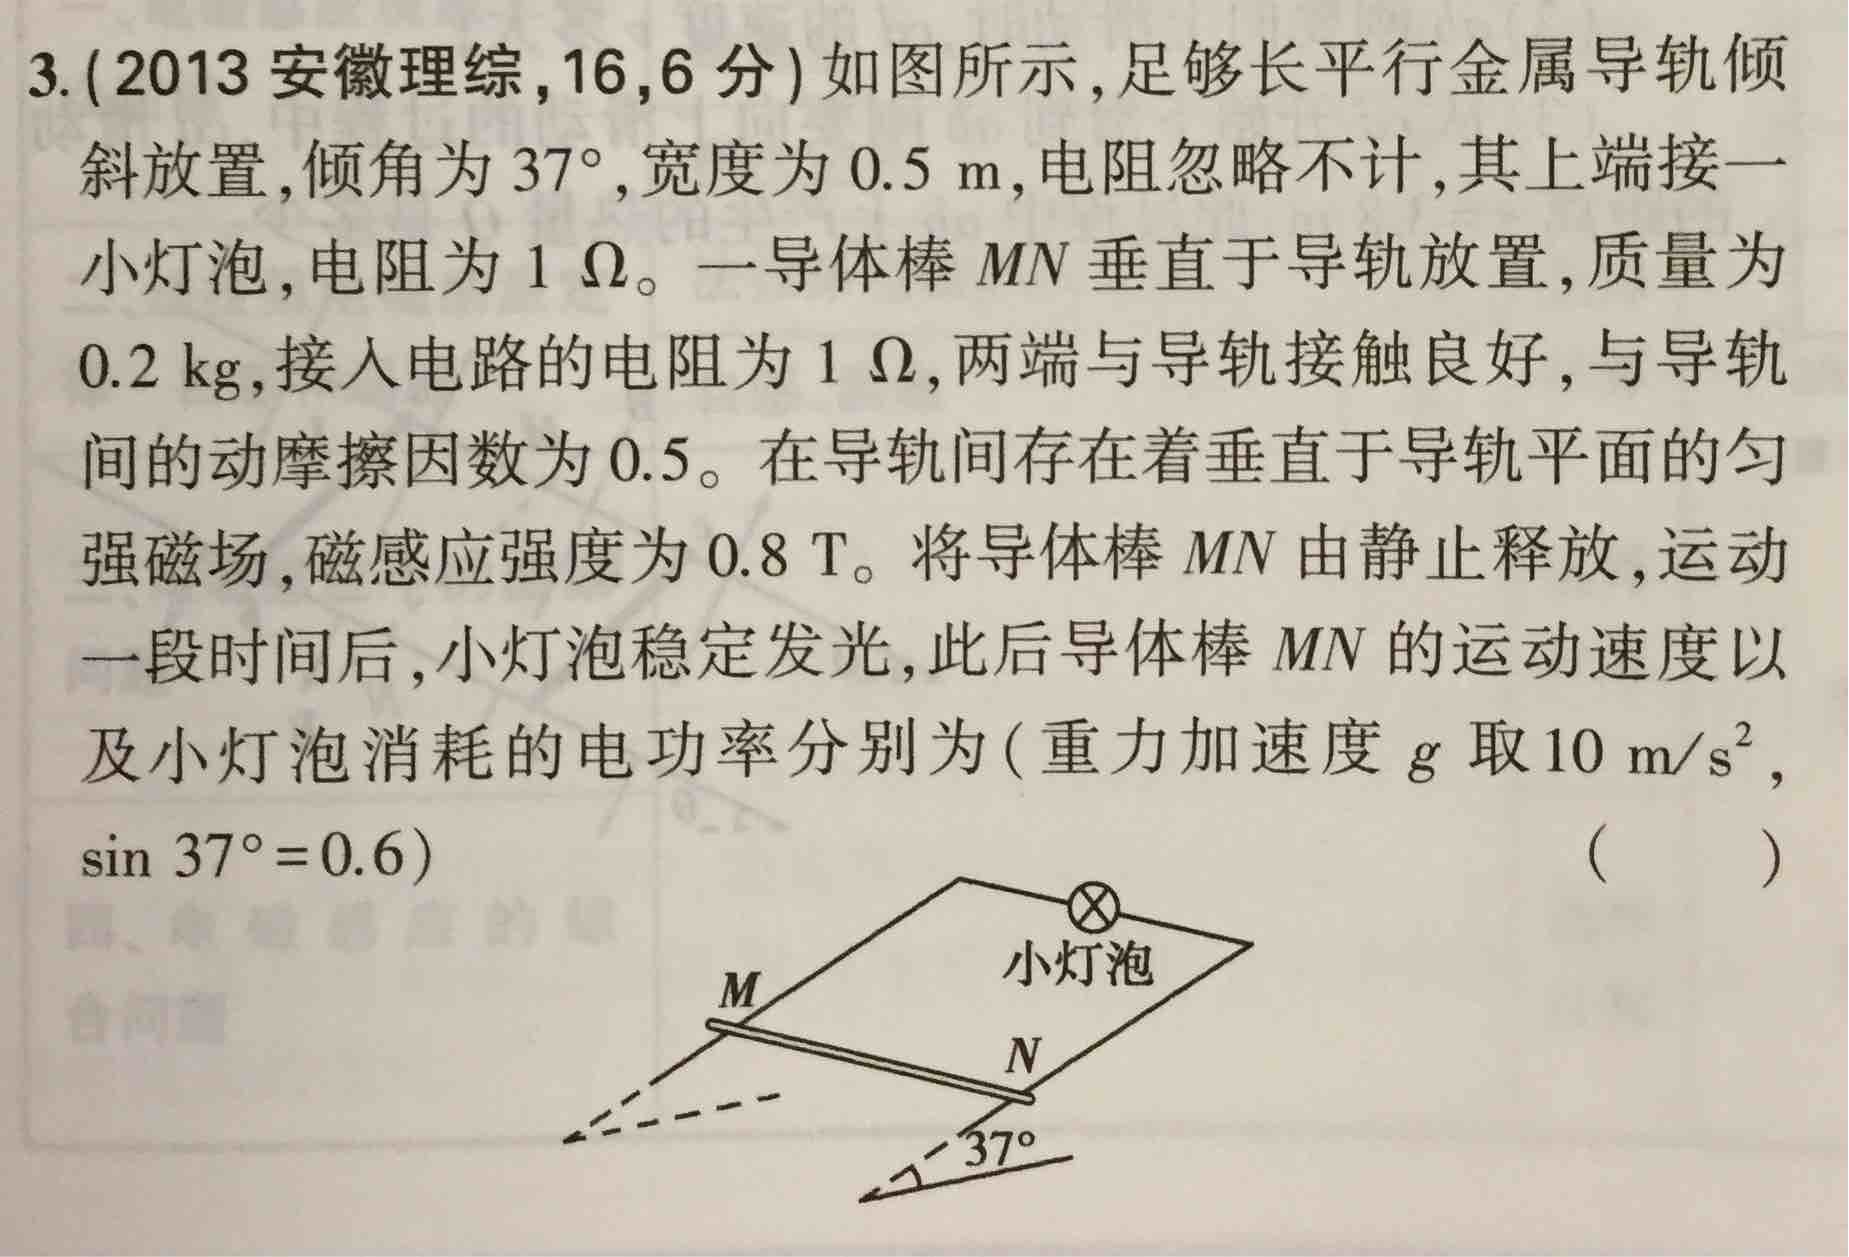 3.(2013 安徽理综,16,6 分)如图所示,足够长平行金属导轨倾
斜放置,倾角为 37°,宽度为 0.5 m,电阻忽略不计,其上端接一
小灯泡,电阻为 1 Ω。一导体棒 MN 垂直于导轨放置,质量为
0.2 kg,接入电路的电阻为 1 Ω,两端与导轨接触良好,与导轨
间的动摩擦因数为 0.5。在导轨间存在着垂直于导轨平面的匀
强磁场,磁感应强度为 0.8 T。将导体棒 MN 由静止释放,运动
一段时间后,小灯泡稳定发光,此后导体棒 MN 的运动速度以
及小灯泡消耗的电功率分别为(重力加速度 g 取10 m/s²,
sin 37°=0.6) (  )
小灯泡
M
N
37°